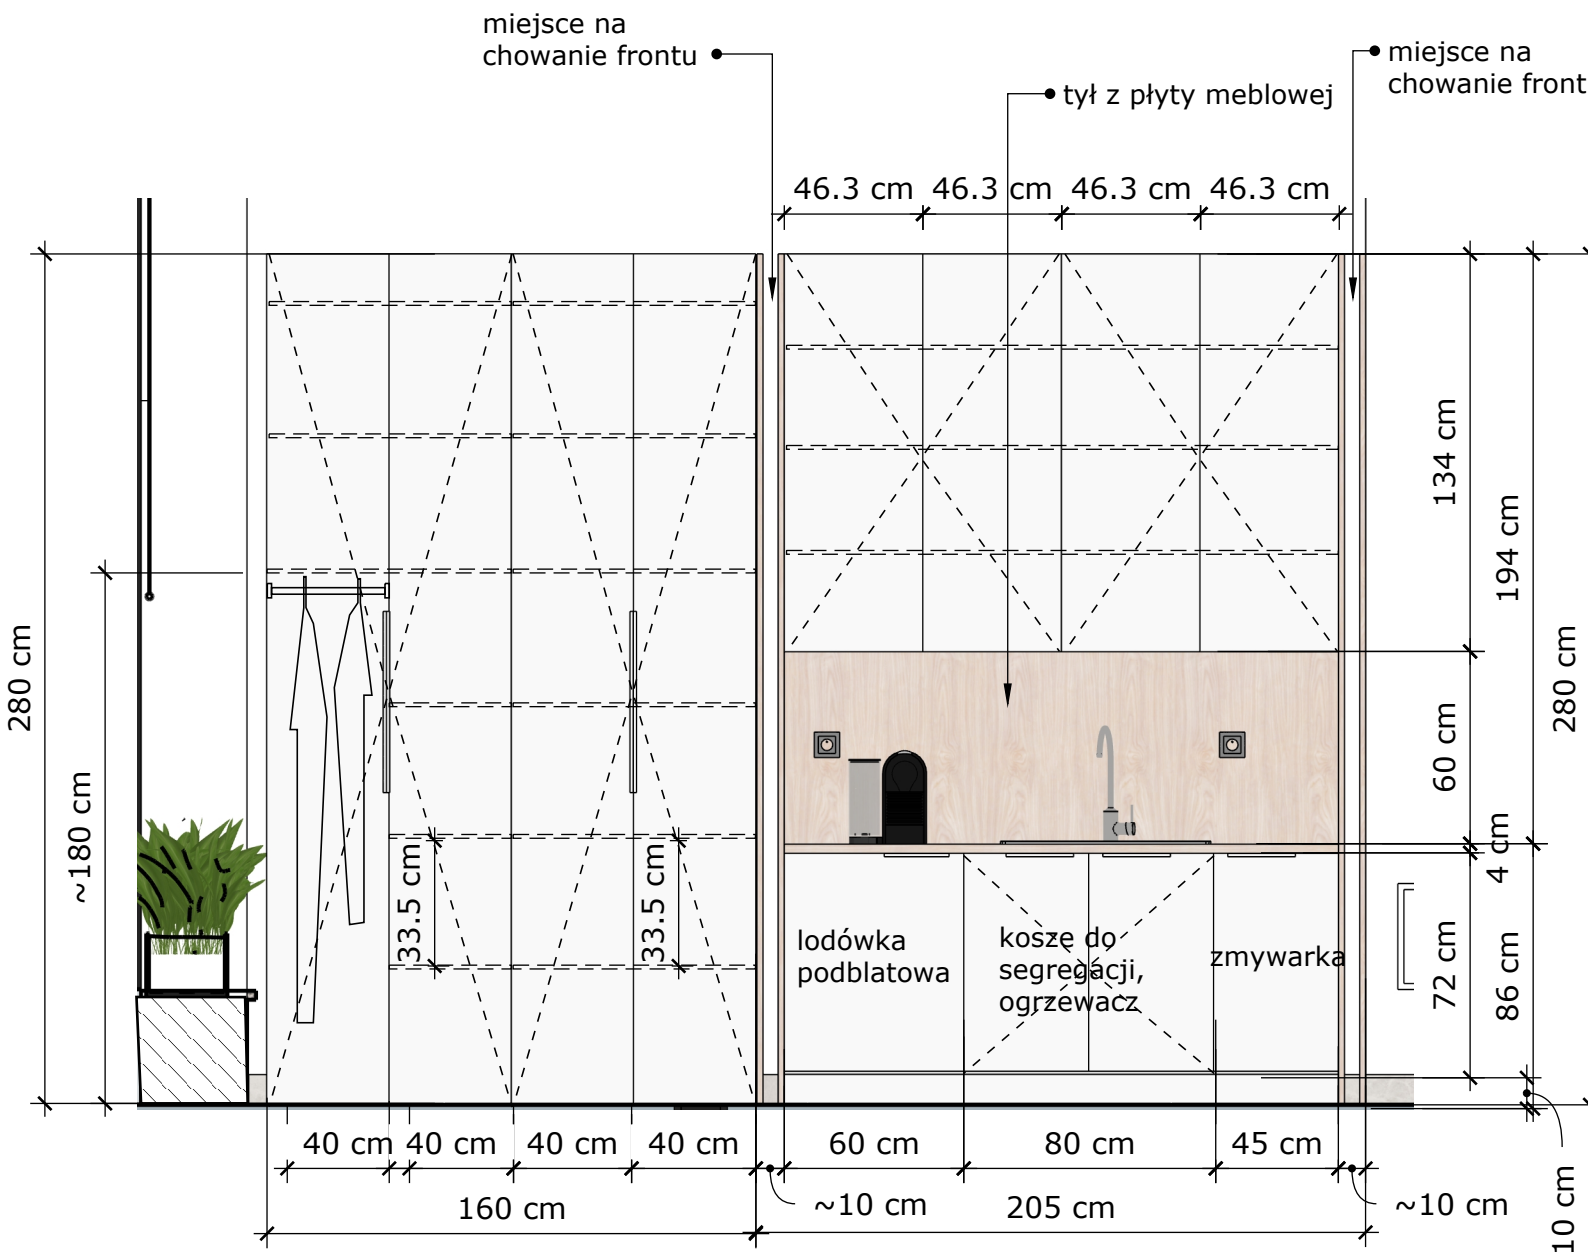 miejsce na
chowanie frontu
miejsce na
chowanie front
tył z płyty meblowej
46.3 cm
46.3 cm
46.3 cm
46.3 cm
280 cm
~180 cm
33.5 cm
33.5 cm
134 cm
194 cm
280 cm
60 cm
4 cm
72 cm
86 cm
10 cm
lodówka
podblatowa
kosze do
segregacji,
ogrzewacz
zmywarka
40 cm
40 cm
40 cm
40 cm
60 cm
80 cm
45 cm
160 cm
~10 cm
205 cm
~10 cm